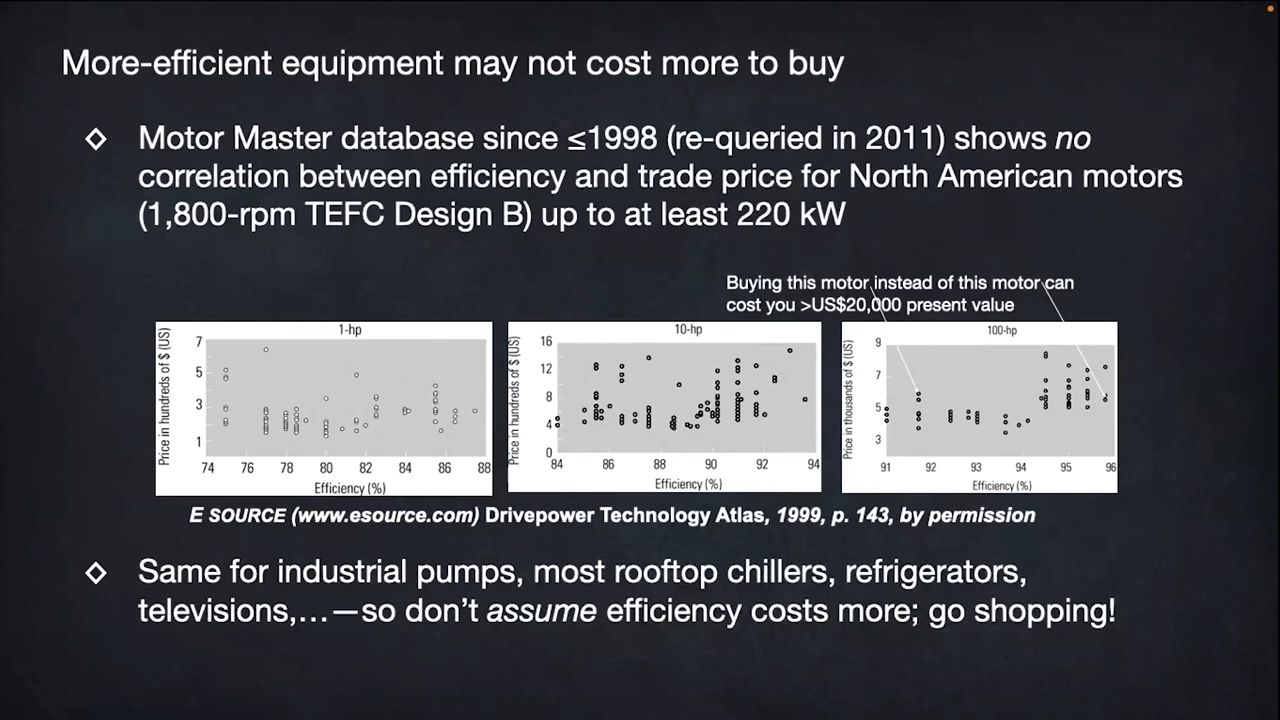 More-efficient equipment may not cost more to buy
Motor Master database since ≤1998 (re-queried in 2011) shows no
correlation between efficiency and trade price for North American motors
(1,800-rpm TEFC Design B) up to at least 220 kW
Buying this motor instead of this motor can
cost you >US$20,000 present value
1-hp
Price in hundreds of $ (US)
7
5
3
1
74 76 78 80 82 84 86 88
Efficiency (%)
10-hp
Price in hundreds of $ (US)
16
12
8
4
0
84 86 88 90 92 94
Efficiency (%)
100-hp
Price in thousands of $ (US)
9
7
5
3
91 92 93 94 95 96
Efficiency (%)
E SOURCE (www.esource.com) Drivepower Technology Atlas, 1999, p. 143, by permission
Same for industrial pumps, most rooftop chillers, refrigerators,
televisions,…—so don’t assume efficiency costs more; go shopping!